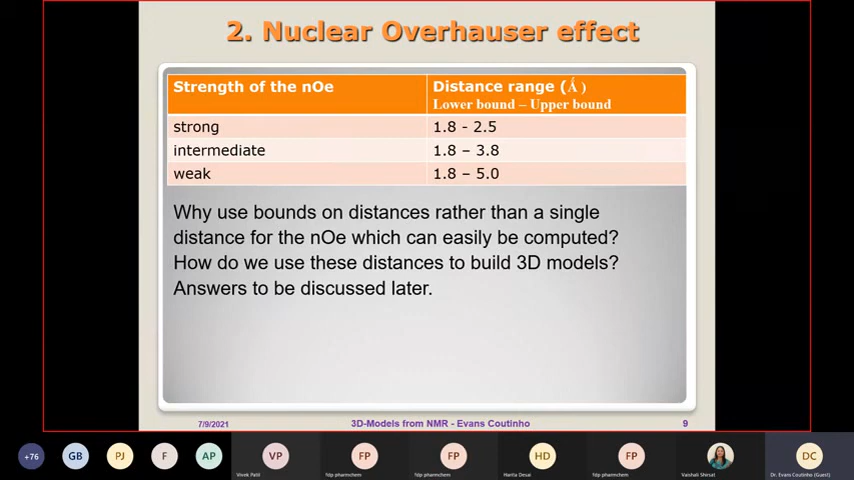 2. Nuclear Overhauser effect
Strength of the nOe
Distance range (Ǻ )
Lower bound – Upper bound
strong
1.8 - 2.5
intermediate
1.8 – 3.8
weak
1.8 – 5.0
Why use bounds on distances rather than a single
distance for the nOe which can easily be computed?
How do we use these distances to build 3D models?
Answers to be discussed later.
7/9/2021
3D-Models from NMR - Evans Coutinho
9
+76
GB
PJ
F
AP
VP
FP
FP
HD
FP
DC
Vivek Patil
fdp pharmchem
fdp pharmchem
Harita Desai
fdp pharmchem
Vaishali Shirsat
Dr. Evans Coutinho (Guest)